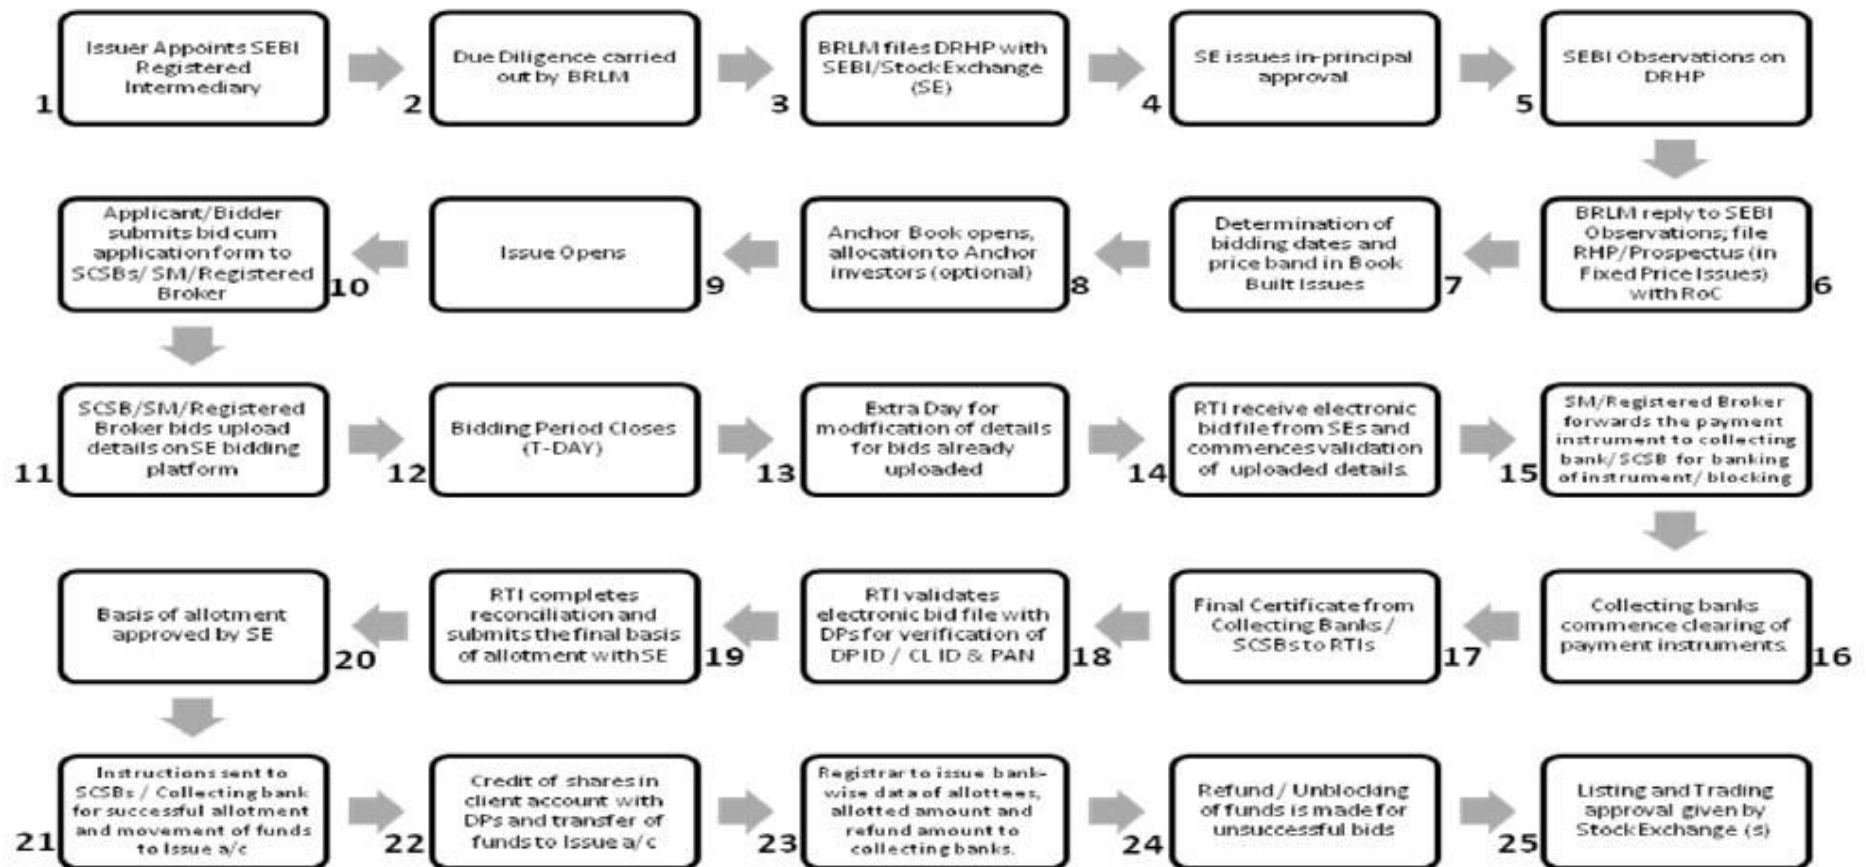 Issuer Appoints SEBI
Registered
Intermediary
1
Due Diligence carried
out by BRLM
2
BRLM files DRHP with
SEBI/Stock Exchange
(SE)
3
SE issues in-principal
approval
4
SEBI Observations on
DRHP
5
BRLM reply to SEBI
Observations; file
RHP/Prospectus (in
Fixed Price Issues)
with RoC
6
Determination of
bidding dates and
price band in Book
Built Issues
7
Anchor Book opens,
allocation to Anchor
investors (optional)
8
Issue Opens
9
Applicant/Bidder
submits bid cum
application form to
SCSBs/ SM/Registered
Broker
10
SCSB/SM/Registered
Broker bids upload
details on SE bidding
platform
11
Bidding Period Closes
(T-DAY)
12
Extra Day for
modification of details
for bids already
uploaded
13
RTI receive electronic
bid file from SEs and
commences validation
of uploaded details.
14
SM/Registered Broker
forwards the payment
instrument to collecting
bank/SCSB for banking
of instrument/ blocking
15
Collecting banks
commence clearing of
payment instruments.
16
Final Certificate from
Collecting Banks /
SCSBs to RTIs
17
RTI validates
electronic bid file with
DPs for verification of
DPID / CL ID & PAN
18
RTI completes
reconciliation and
submits the final basis
of allotment with SE
19
Basis of allotment
approved by SE
20
Instructions sent to
SCSBs / Collecting bank
for successful allotment
and movement of funds
to Issue a/c
21
Credit of shares in
client account with
DPs and transfer of
funds to Issue a/c
22
Registrar to issue bank-
wise data of allottees,
allotted amount and
refund amount to
collecting banks.
23
Refund / Unblocking
of funds is made for
unsuccessful bids
24
Listing and Trading
approval given by
Stock Exchange (s)
25